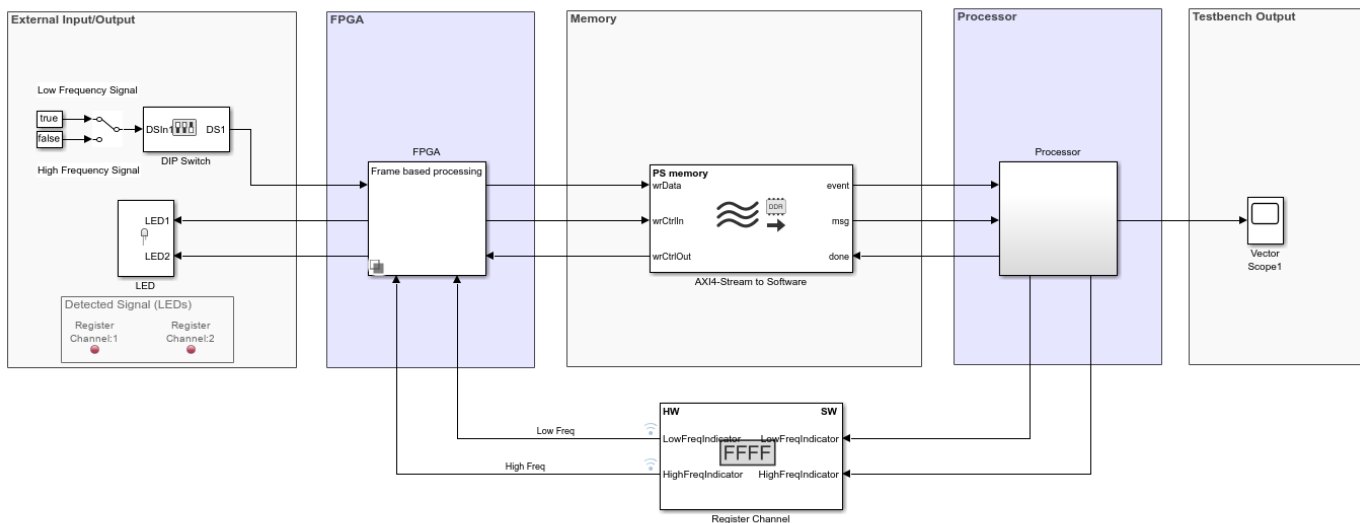 External Input/Output
FPGA
Memory
Processor
Testbench Output
Low Frequency Signal
true
false
High Frequency Signal
DSIn1
DS1
DIP Switch
LED1
LED2
LED
Detected Signal (LEDs)
Register
Channel:1
Register
Channel:2
FPGA
Frame based processing
PS memory
wrData
wrCtrlIn
wrCtrlOut
DDR
event
msg
done
AXI4-Stream to Software
Processor
Vector
Scope1
Low Freq
High Freq
HW
SW
LowFreqIndicator
LowFreqIndicator
FFFF
HighFreqIndicator
HighFreqIndicator
Register Channel